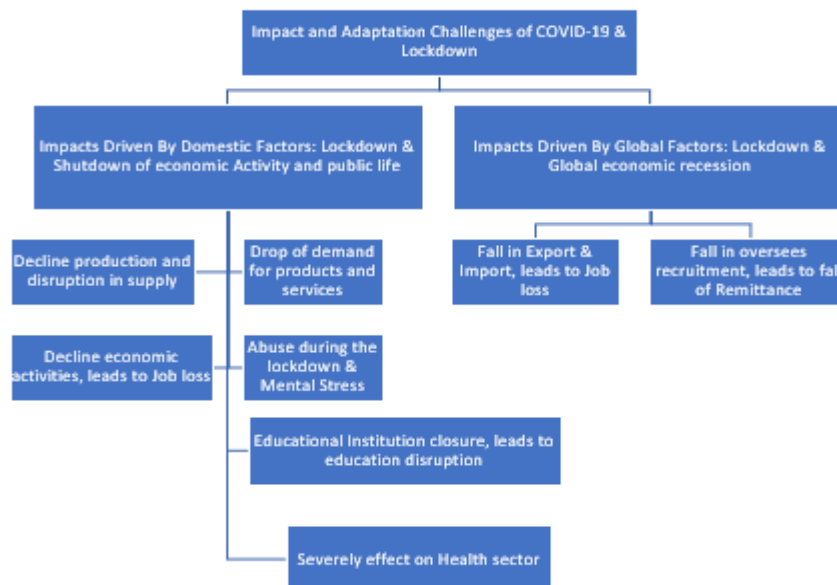 Impact and Adaptation Challenges of COVID-19 &
Lockdown
Impacts Driven By Domestic Factors: Lockdown &
Shutdown of economic Activity and public life
Impacts Driven By Global Factors: Lockdown &
Global economic recession
Decline production and
disruption in supply
Drop of demand
for products and
services
Fall in Export &
Import, leads to Job
loss
Fall in oversees
recruitment, leads to fall
of Remittance
Decline economic
activities, leads to Job loss
Abuse during the
lockdown &
Mental Stress
Educational Institution closure, leads to
education disruption
Severely effect on Health sector